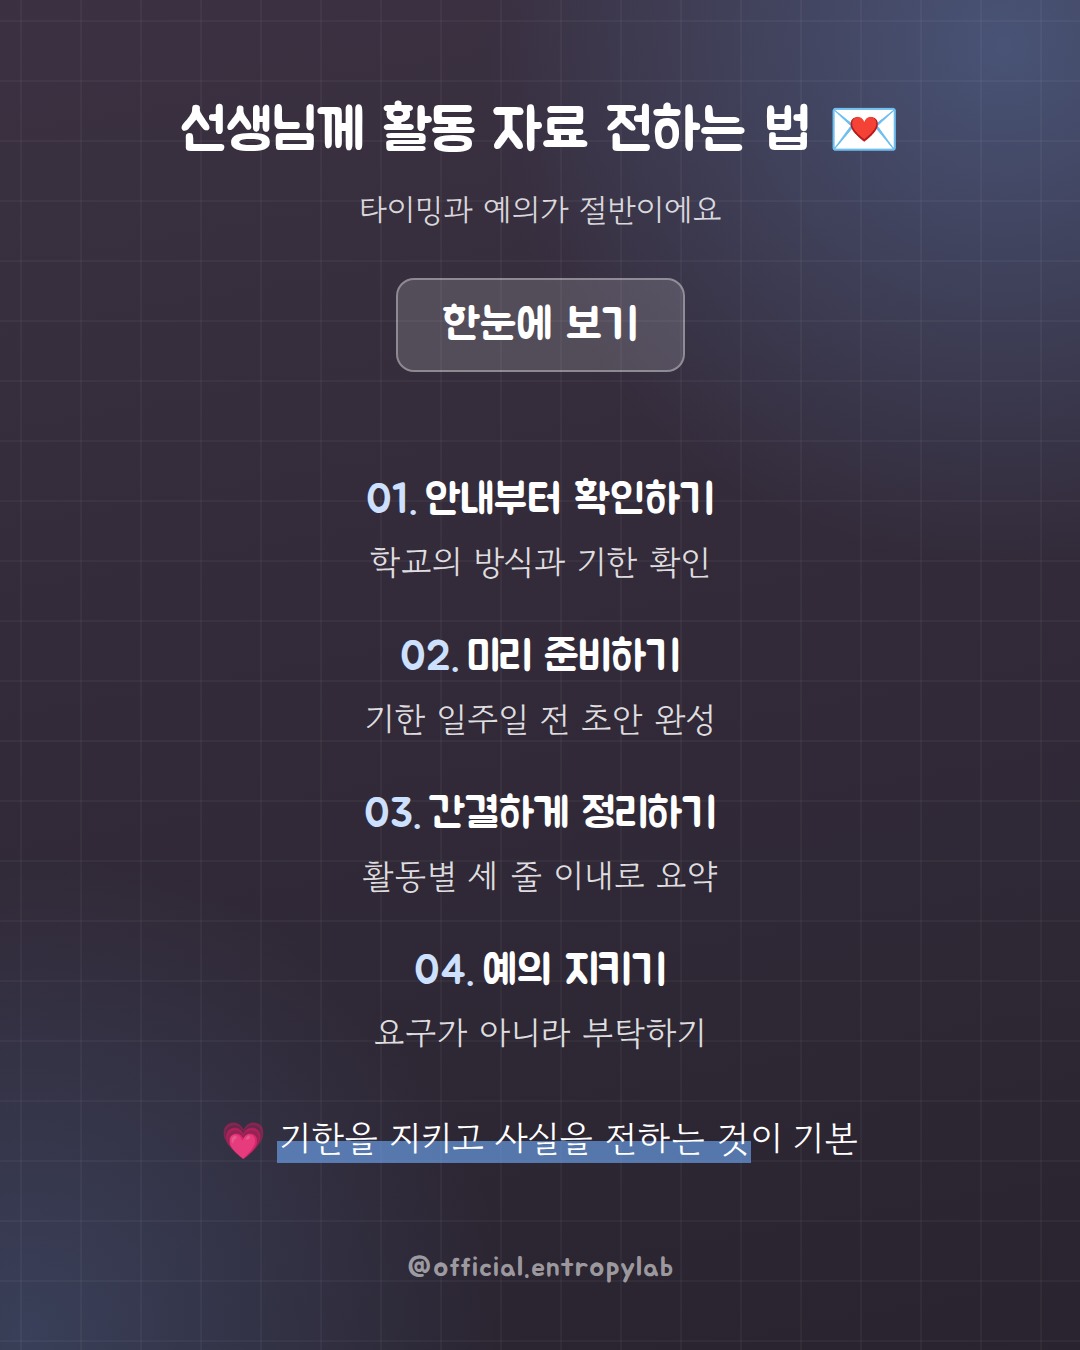 선생님께 활동 자료 전하는 법 💌
타이밍과 예의가 절반이에요
한눈에 보기
01. 안내부터 확인하기
학교의 방식과 기한 확인
02. 미리 준비하기
기한 일주일 전 초안 완성
03. 간결하게 정리하기
활동별 세 줄 이내로 요약
04. 예의 지키기
요구가 아니라 부탁하기
💗 기한을 지키고 사실을 전하는 것이 기본
@official.entropylab